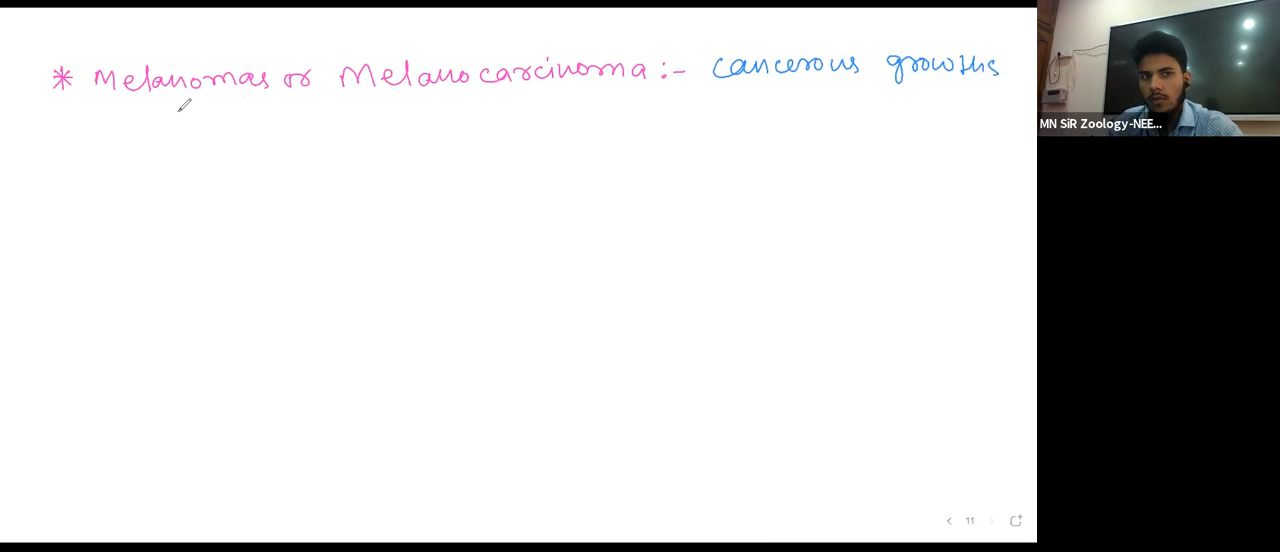 * Melanomas or Melanocarcinoma :- cancerous growths
MN SiR Zoology-NEE...
11